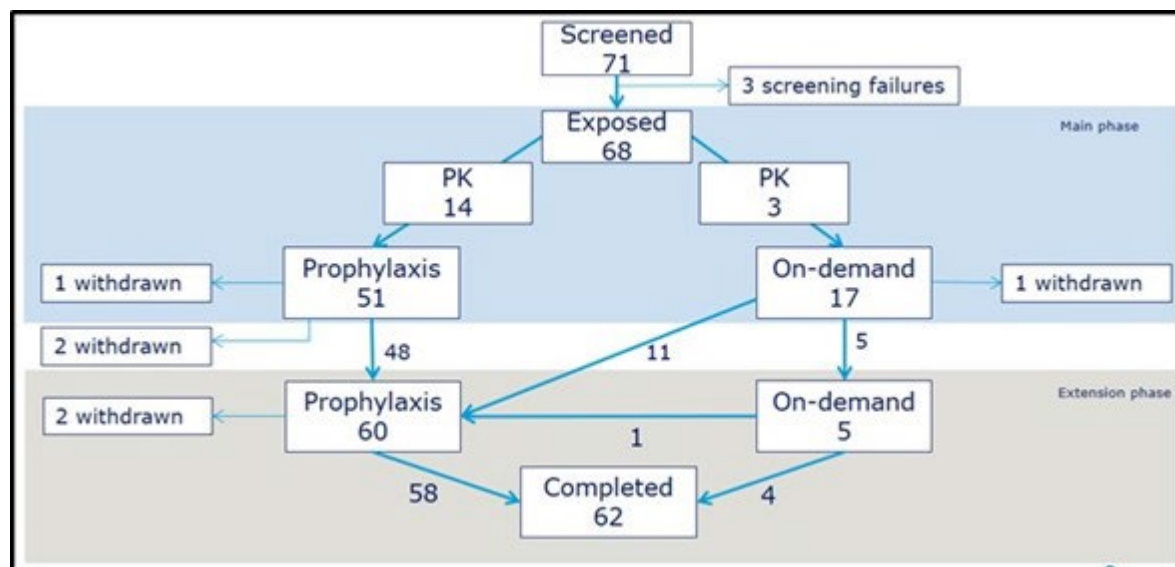 Screened
71
3 screening failures
Main phase
Exposed
68
PK
14
PK
3
Prophylaxis
51
On-demand
17
1 withdrawn
1 withdrawn
2 withdrawn
48
11
5
Extension phase
Prophylaxis
60
On-demand
5
2 withdrawn
1
58
Completed
62
4